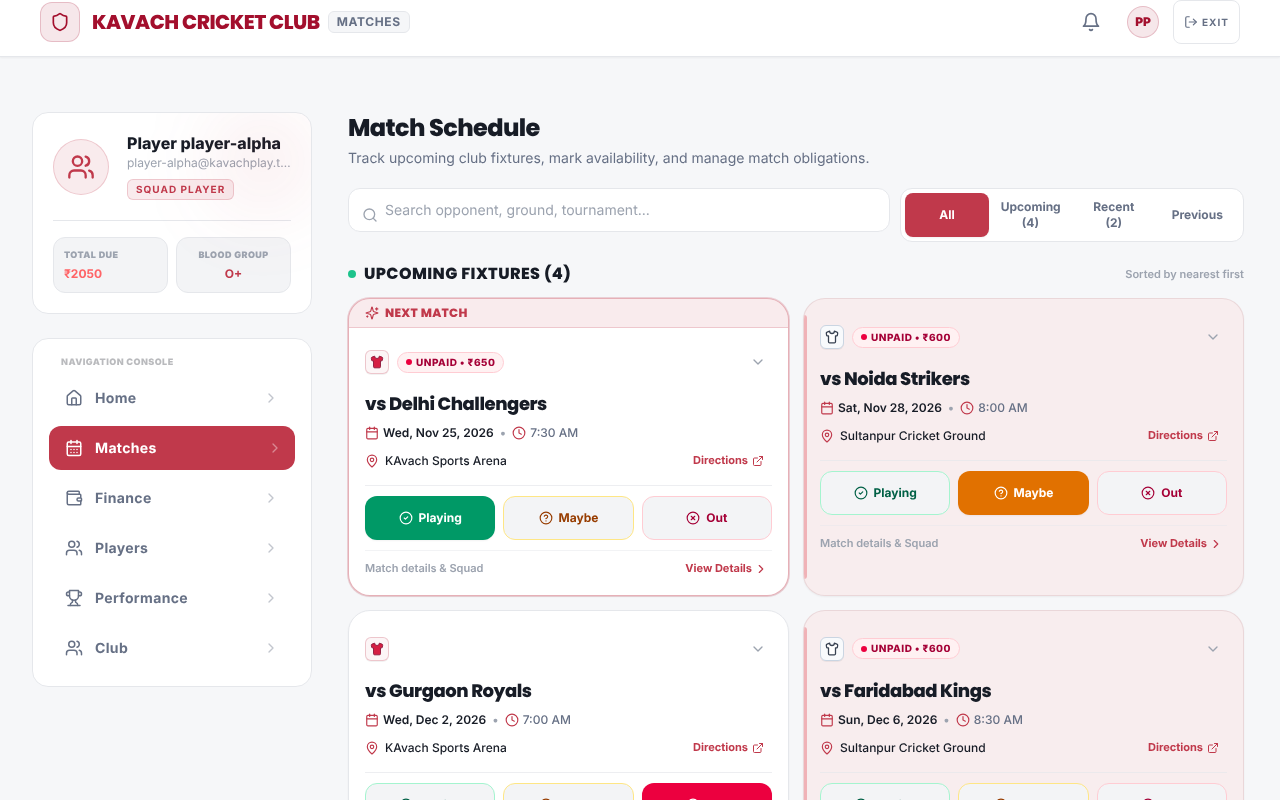 KAVACH CRICKET CLUB
MATCHES
PP
EXIT
Player player-alpha
player-alpha@kavachplay.t...
SQUAD PLAYER
TOTAL DUE
₹2050
BLOOD GROUP
O+
NAVIGATION CONSOLE
Home
Matches
Finance
Players
Performance
Club
Match Schedule
Track upcoming club fixtures, mark availability, and manage match obligations.
Search opponent, ground, tournament...
All
Upcoming
(4)
Recent
(2)
Previous
UPCOMING FIXTURES (4)
Sorted by nearest first
NEXT MATCH
UNPAID • ₹650
vs Delhi Challengers
Wed, Nov 25, 2026 • 7:30 AM
KAvach Sports Arena
Directions
Playing
Maybe
Out
Match details & Squad
View Details
UNPAID • ₹600
vs Noida Strikers
Sat, Nov 28, 2026 • 8:00 AM
Sultanpur Cricket Ground
Directions
Playing
Maybe
Out
Match details & Squad
View Details
vs Gurgaon Royals
Wed, Dec 2, 2026 • 7:00 AM
KAvach Sports Arena
Directions
UNPAID • ₹600
vs Faridabad Kings
Sun, Dec 6, 2026 • 8:30 AM
Sultanpur Cricket Ground
Directions